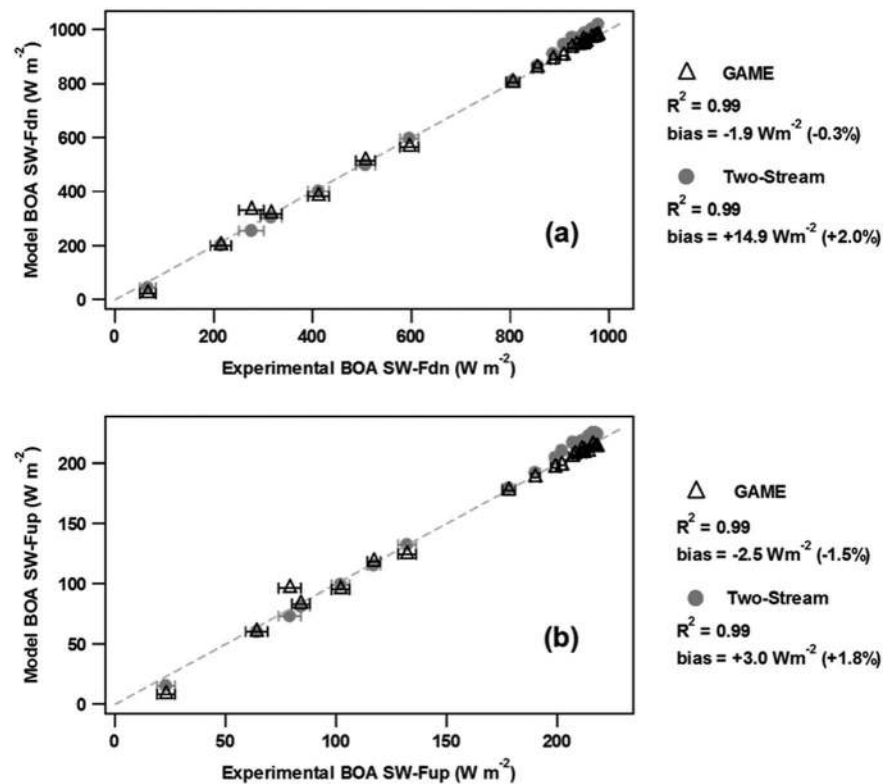 1000
800
600
400
200
0
Model BOA SW-Fdn (W m⁻²)
(a)
0 200 400 600 800 1000
Experimental BOA SW-Fdn (W m⁻²)
GAME
R² = 0.99
bias = -1.9 Wm⁻² (-0.3%)
Two-Stream
R² = 0.99
bias = +14.9 Wm⁻² (+2.0%)
200
150
100
50
0
Model BOA SW-Fup (W m⁻²)
(b)
0 50 100 150 200
Experimental BOA SW-Fup (W m⁻²)
GAME
R² = 0.99
bias = -2.5 Wm⁻² (-1.5%)
Two-Stream
R² = 0.99
bias = +3.0 Wm⁻² (+1.8%)